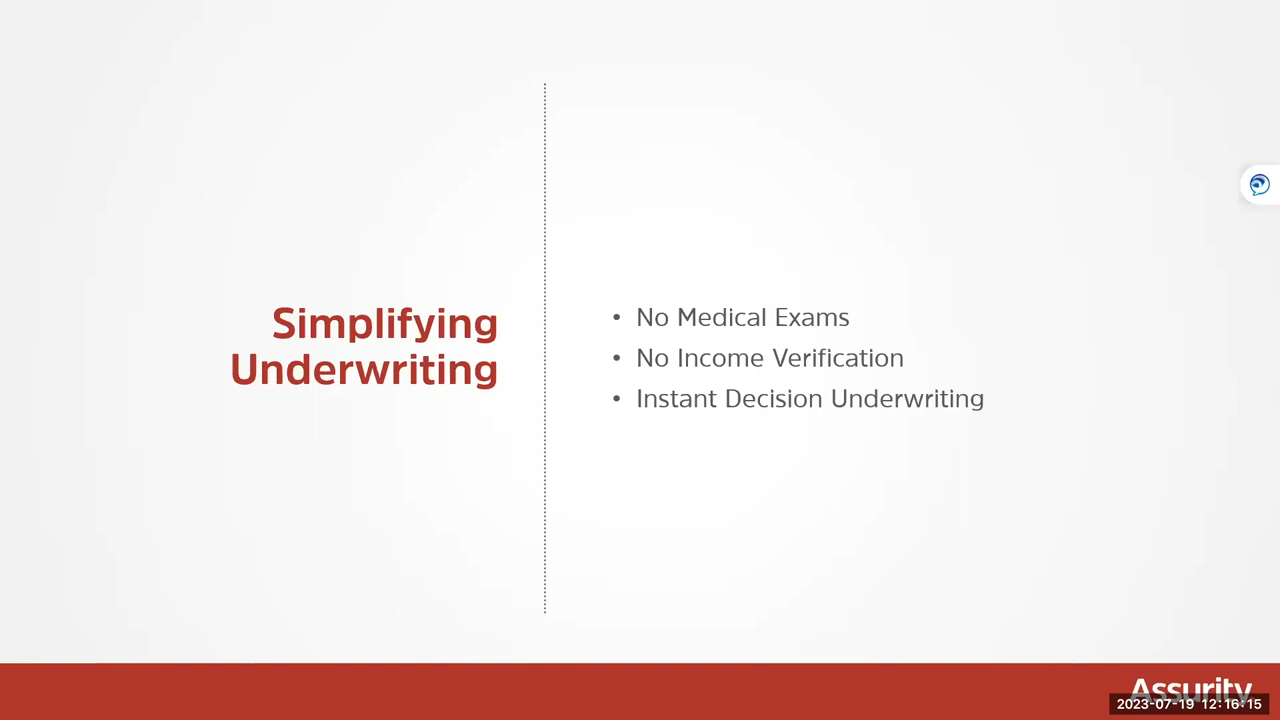 Simplifying
Underwriting
• No Medical Exams
• No Income Verification
• Instant Decision Underwriting
Assurity
2023-07-19 12:16:15